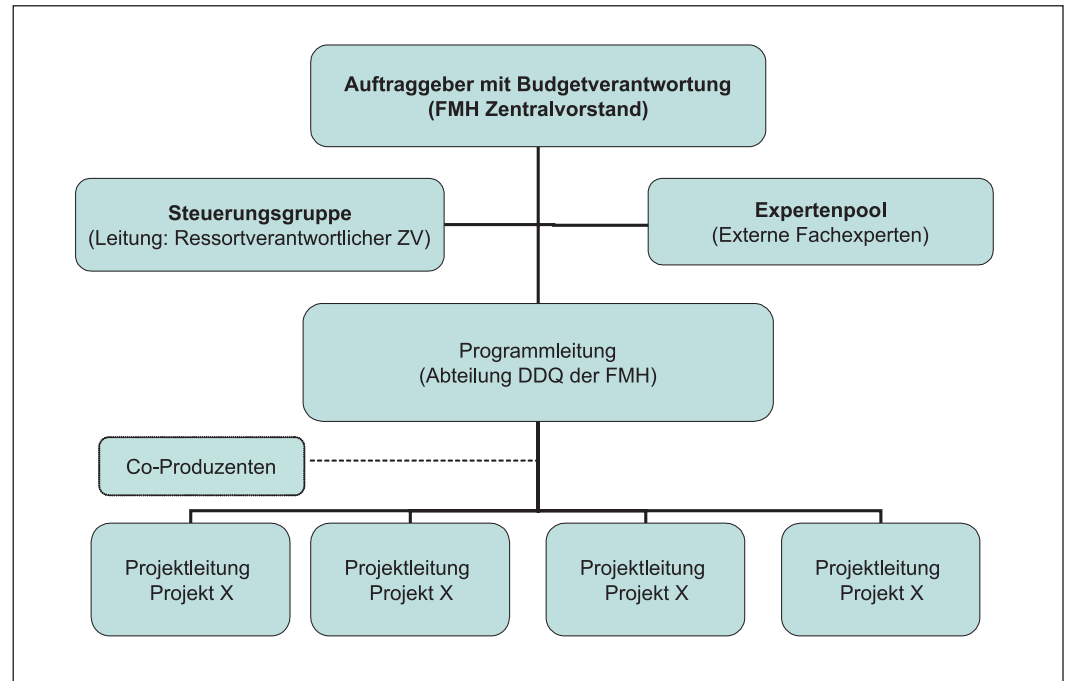 Auftraggeber mit Budgetverantwortung
(FMH Zentralvorstand)
Steuerungsgruppe
(Leitung: Ressortverantwortlicher ZV)
Expertenpool
(Externe Fachexperten)
Programmleitung
(Abteilung DDQ der FMH)
Co-Produzenten
Projektleitung
Projekt X
Projektleitung
Projekt X
Projektleitung
Projekt X
Projektleitung
Projekt X